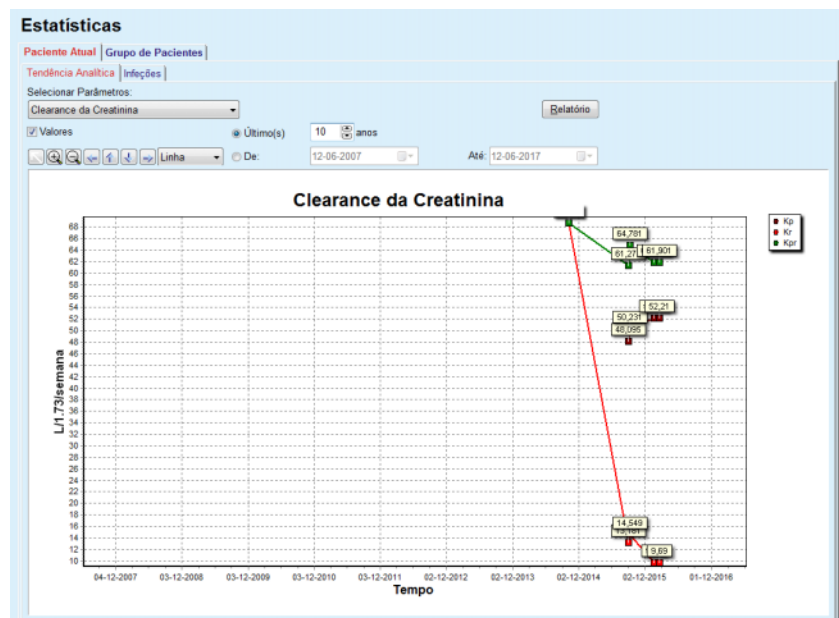 Estatísticas
Paciente Atual Grupo de Pacientes
Tendência Analítica Infeções
Selecionar Parâmetros:
Clearance da Creatinina Relatório
Valores Último(s) 10 anos
Linha De: 12-06-2007 Até: 12-06-2017
Clearance da Creatinina
Kp
Kr
Kpr
68
66
64
62
60
58
56
54
52
50
48
46
44
42
40
38
36
34
32
30
28
26
24
22
20
18
16
14
12
10
L/1.73/semana
64,781
61,27
61,901
52,21
50,231
48,095
14,549
9,69
04-12-2007 03-12-2008 03-12-2009 03-12-2010 03-12-2011 02-12-2012 02-12-2013 02-12-2014 02-12-2015 01-12-2016
Tempo